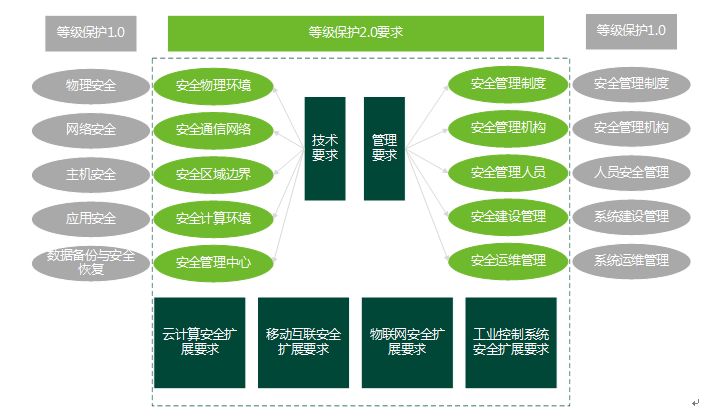 等级保护1.0
等级保护2.0要求
等级保护1.0
物理安全
安全物理环境
安全管理制度
安全管理制度
网络安全
安全通信网络
技术
要求
管理
要求
安全管理机构
安全管理机构
主机安全
安全区域边界
安全管理人员
人员安全管理
应用安全
安全计算环境
安全建设管理
系统建设管理
数据备份与安全
恢复
安全管理中心
安全运维管理
系统运维管理
云计算安全扩
展要求
移动互联安全
扩展要求
物联网安全扩
展要求
工业控制系统
安全扩展要求